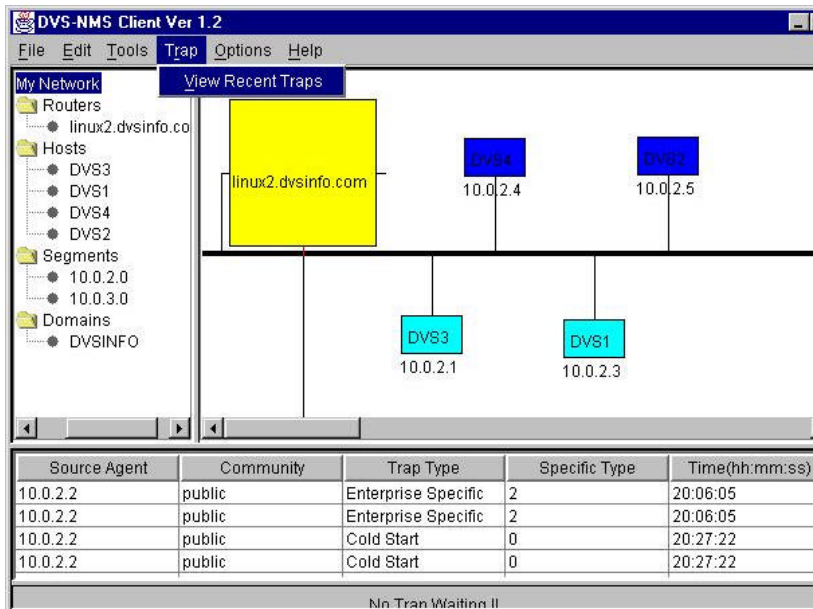 DVS-NMS Client Ver 1.2
File Edit Tools Trap Options Help
View Recent Traps
My Network
Routers
linux2.dvsinfo.co
Hosts
DVS3
DVS1
DVS4
DVS2
Segments
10.0.2.0
10.0.3.0
Domains
DVSINFO
linux2.dvsinfo.com
DVS4
10.0.2.4
DVS2
10.0.2.5
DVS3
10.0.2.1
DVS1
10.0.2.3
Source Agent Community Trap Type Specific Type Time(hh:mm:ss)
10.0.2.2 public Enterprise Specific 2 20:06:05
10.0.2.2 public Enterprise Specific 2 20:06:05
10.0.2.2 public Cold Start 0 20:27:22
10.0.2.2 public Cold Start 0 20:27:22
No Trap Waiting !!